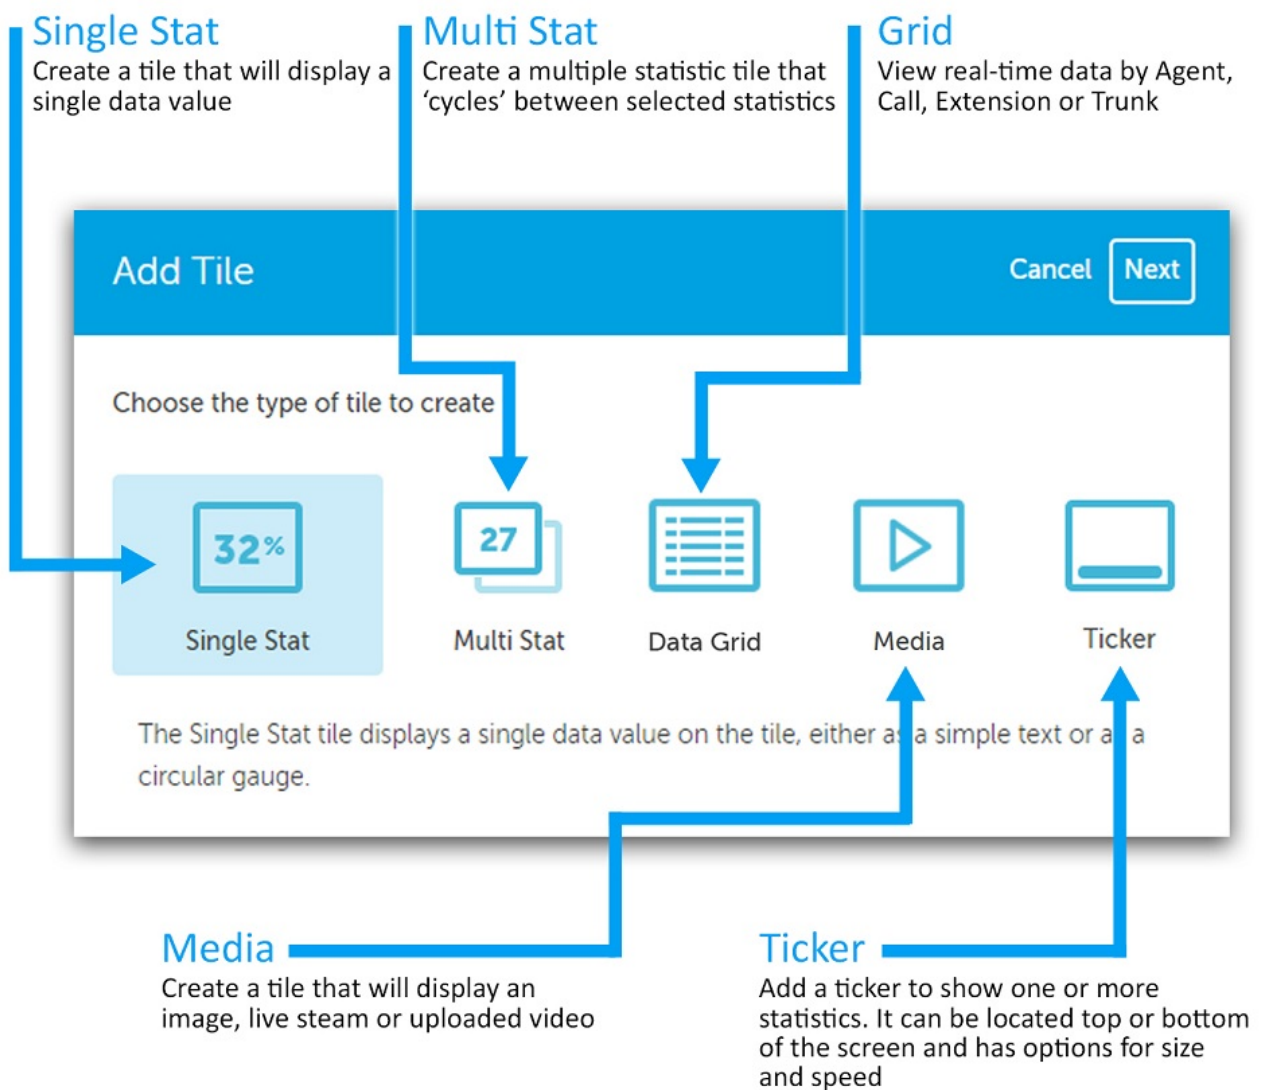 Single Stat
Create a tile that will display a
single data value
Multi Stat
Create a multiple statistic tile that
‘cycles’ between selected statistics
Grid
View real-time data by Agent,
Call, Extension or Trunk
Add Tile
Cancel
Next
Choose the type of tile to create
32%
27
Single Stat
Multi Stat
Data Grid
Media
Ticker
The Single Stat tile displays a single data value on the tile, either as a simple text or as a
circular gauge.
Media
Create a tile that will display an
image, live steam or uploaded video
Ticker
Add a ticker to show one or more
statistics. It can be located top or bottom
of the screen and has options for size
and speed